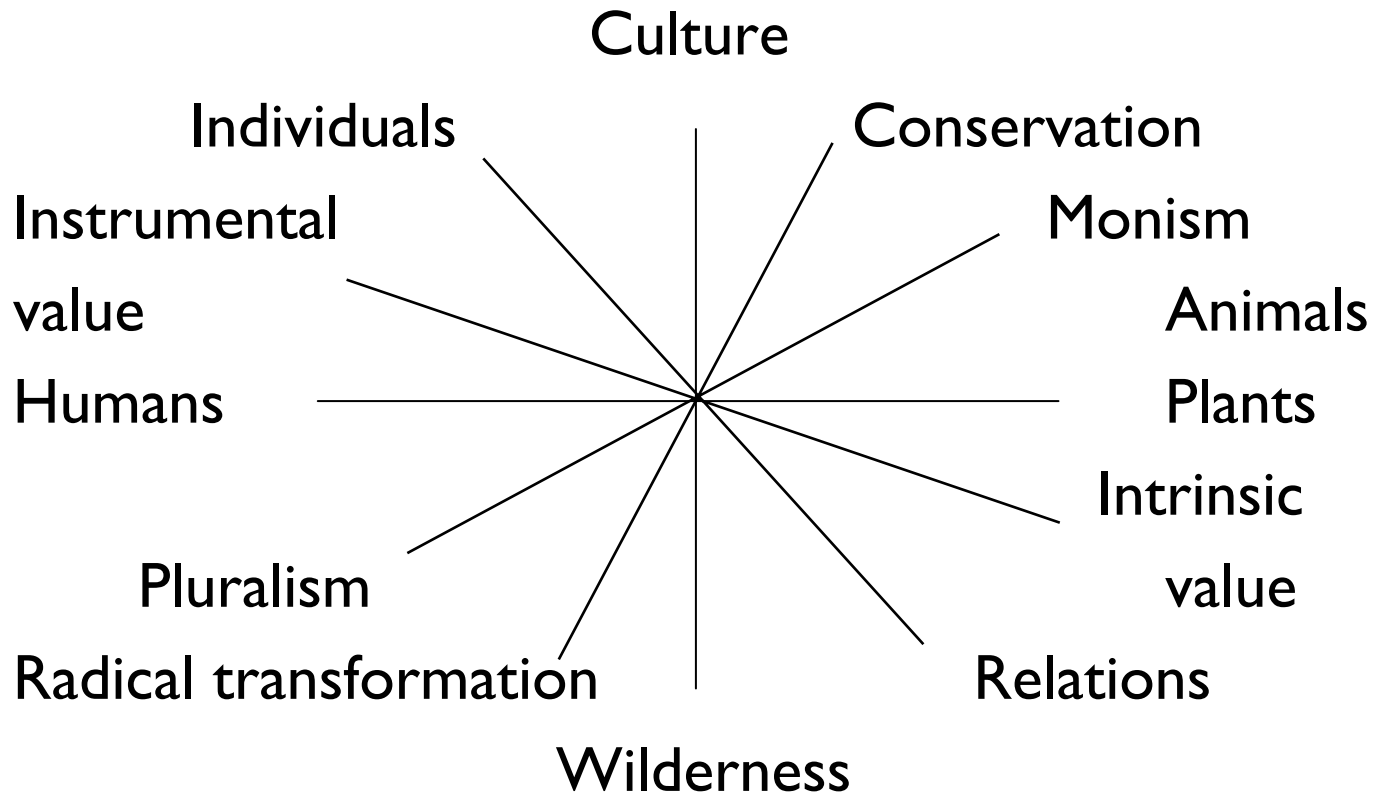 Culture
Individuals Conservation
Instrumental Monism
value Animals
Humans Plants
Intrinsic
Pluralism value
Radical transformation Relations
Wilderness